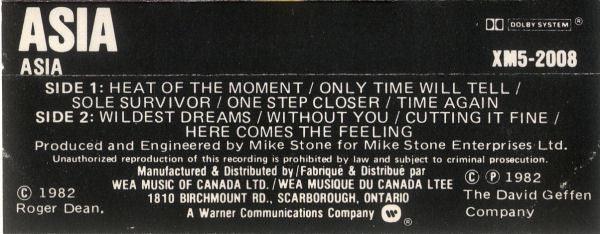 ASIA
DOLBY SYSTEM ®
ASIA
XM5-2008
SIDE 1: HEAT OF THE MOMENT / ONLY TIME WILL TELL /
SOLE SURVIVOR / ONE STEP CLOSER / TIME AGAIN
SIDE 2: WILDEST DREAMS / WITHOUT YOU / CUTTING IT FINE /
HERE COMES THE FEELING
Produced and Engineered by Mike Stone for Mike Stone Enterprises Ltd.
Unauthorized reproduction of this recording is prohibited by law and subject to criminal prosecution.
Manufactured & Distributed by / Fabriqué & Distribué par
WEA MUSIC OF CANADA LTD. / WEA MUSIQUE DU CANADA LTEE
1810 BIRCHMOUNT RD., SCARBOROUGH, ONTARIO
A Warner Communications Company ®
© 1982
Roger Dean.
© ℗ 1982
The David Geffen
Company